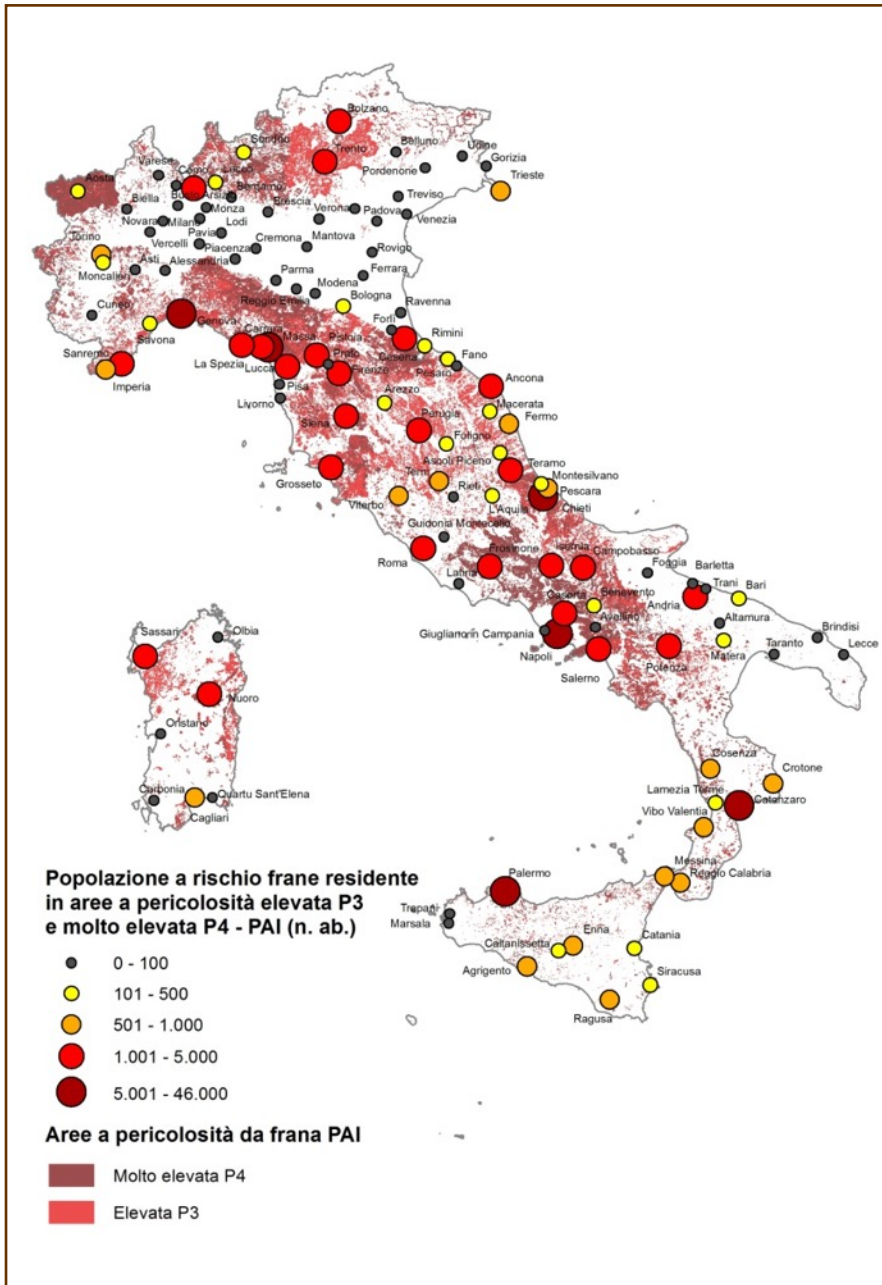 Bolzano
Sondrio
Trento
Belluno
Udine
Gorizia
Pordenone
Trieste
Varese
Como
Lecco
Aosta
Bergamo
Biella
Busto Arsizio
Brescia
Treviso
Monza
Verona
Padova
Venezia
Novara
Milano
Lodi
Vercelli
Pavia
Cremona
Mantova
Rovigo
Torino
Piacenza
Asti
Alessandria
Moncalieri
Parma
Ferrara
Modena
Reggio Emilia
Bologna
Ravenna
Cuneo
Genova
Forlì
Savona
Carrara
Massa
Pistoia
Rimini
Sanremo
Prato
Cesena
Fano
La Spezia
Lucca
Firenze
Pesaro
Imperia
Pisa
Ancona
Livorno
Arezzo
Macerata
Siena
Perugia
Fermo
Foligno
Ascoli Piceno
Grosseto
Teramo
Terni
Montesilvano
Rieti
Pescara
Viterbo
L'Aquila
Chieti
Guidonia Montecelio
Roma
Frosinone
Isernia
Campobasso
Foggia
Barletta
Latina
Trani
Bari
Caserta
Benevento
Andria
Altamura
Giugliano in Campania
Avellino
Brindisi
Napoli
Matera
Taranto
Lecce
Salerno
Potenza
Sassari
Olbia
Nuoro
Oristano
Cosenza
Crotone
Carbonia
Quartu Sant'Elena
Lamezia Terme
Catanzaro
Cagliari
Vibo Valentia
Messina
Reggio Calabria
Palermo
Trapani
Marsala
Enna
Catania
Caltanissetta
Agrigento
Siracusa
Ragusa
Popolazione a rischio frane residente
in aree a pericolosità elevata P3
e molto elevata P4 - PAI (n. ab.)
0 - 100
101 - 500
501 - 1.000
1.001 - 5.000
5.001 - 46.000
Aree a pericolosità da frana PAI
Molto elevata P4
Elevata P3